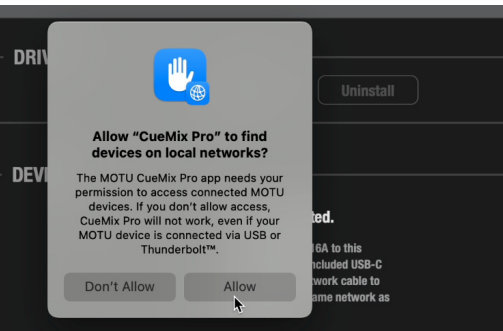 DRIV
Uninstall
Allow “CueMix Pro” to find
devices on local networks?
The MOTU CueMix Pro app needs your
permission to access connected MOTU
devices. If you don’t allow access,
CueMix Pro will not work, even if your
MOTU device is connected via USB or
Thunderbolt™.
Don’t Allow
Allow
DEVI
ted.
16A to this
ncluded USB-C
twork cable to
ame network as